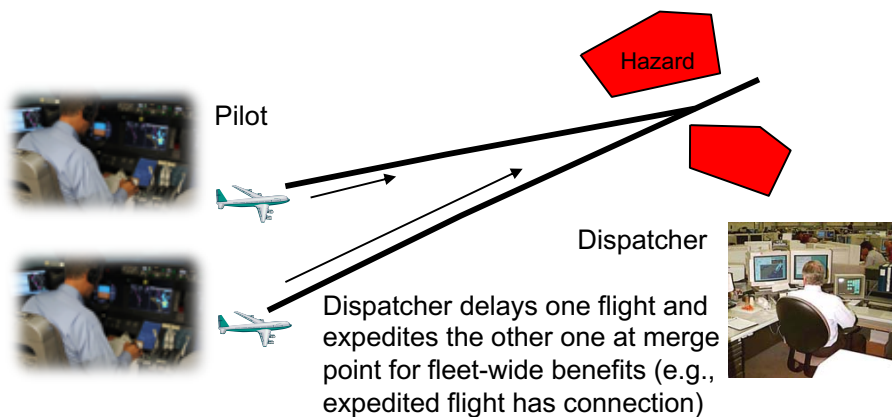 Hazard
Pilot
Dispatcher
Dispatcher delays one flight and
expedites the other one at merge
point for fleet-wide benefits (e.g.,
expedited flight has connection)